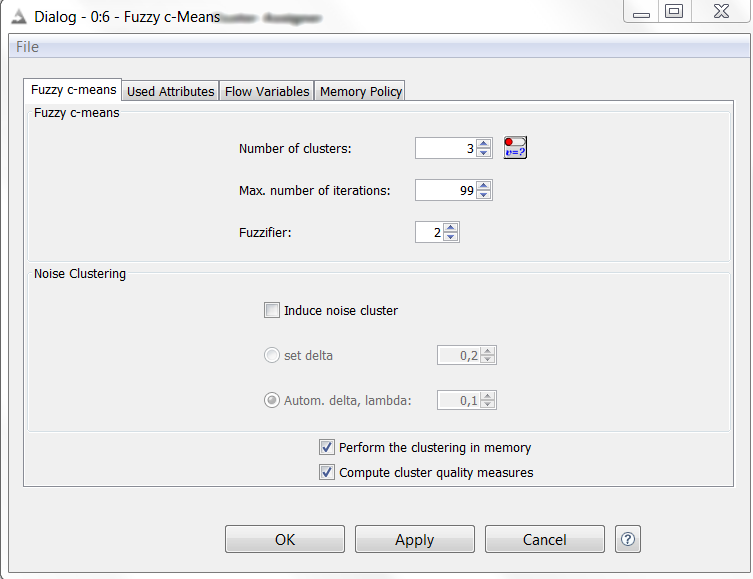 Dialog - 0:6 - Fuzzy c-Means
File
Fuzzy c-means Used Attributes Flow Variables Memory Policy
Fuzzy c-means
Number of clusters: 3 v=?
Max. number of iterations: 99
Fuzzifier: 2
Noise Clustering
Induce noise cluster
set delta 0,2
Autom. delta, lambda: 0,1
Perform the clustering in memory
Compute cluster quality measures
OK Apply Cancel ?